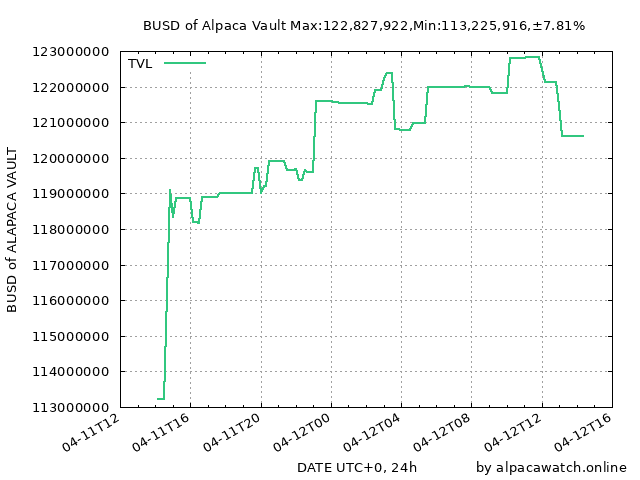 BUSD of Alpaca Vault Max:122,827,922,Min:113,225,916,±7.81%
TVL
123000000
122000000
121000000
120000000
119000000
118000000
117000000
116000000
115000000
114000000
113000000
BUSD of ALAPACA VAULT
04-11T12
04-11T16
04-11T20
04-12T00
04-12T04
04-12T08
04-12T12
04-12T16
DATE UTC+0, 24h
by alpacawatch.online